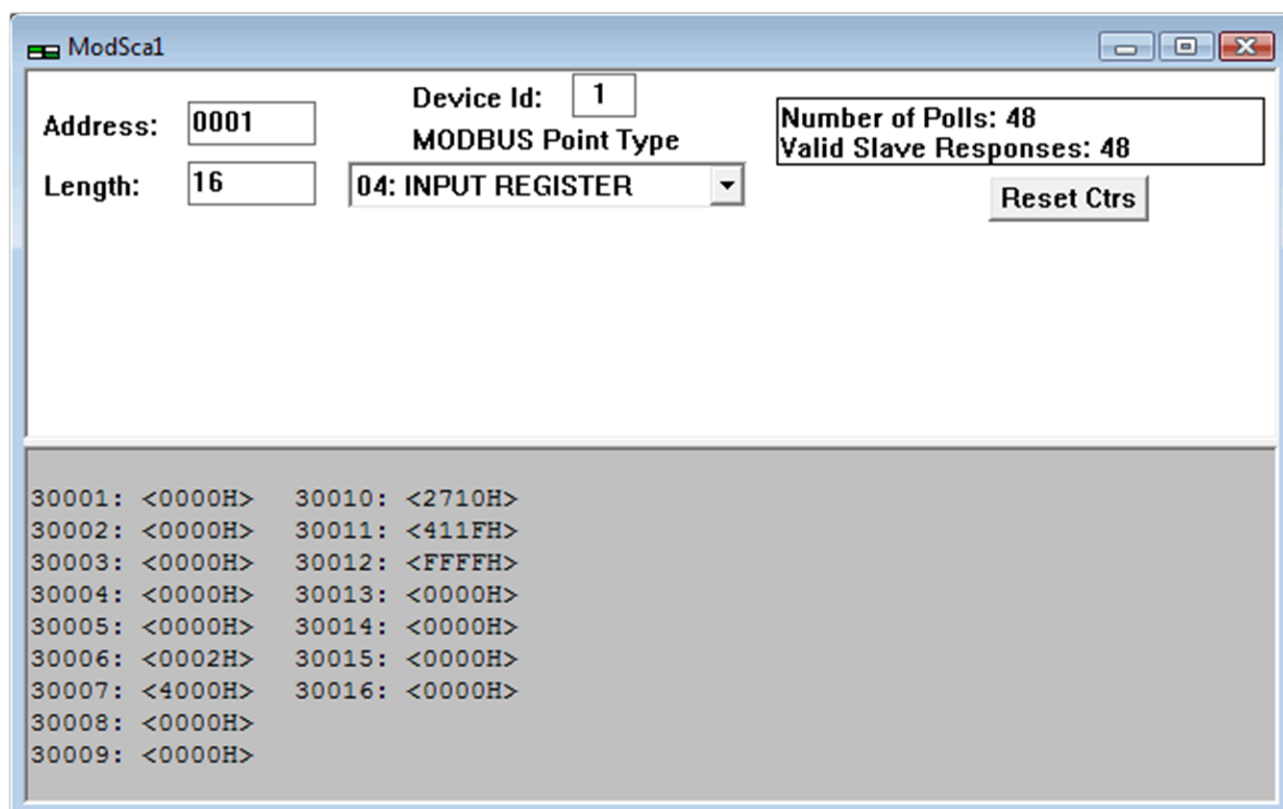 ModSca1
Address: 0001
Device Id: 1
MODBUS Point Type
Length: 16
04: INPUT REGISTER
Number of Polls: 48
Valid Slave Responses: 48
Reset Ctrs
30001: <0000H> 30010: <2710H>
30002: <0000H> 30011: <411FH>
30003: <0000H> 30012: <FFFFH>
30004: <0000H> 30013: <0000H>
30005: <0000H> 30014: <0000H>
30006: <0002H> 30015: <0000H>
30007: <4000H> 30016: <0000H>
30008: <0000H>
30009: <0000H>